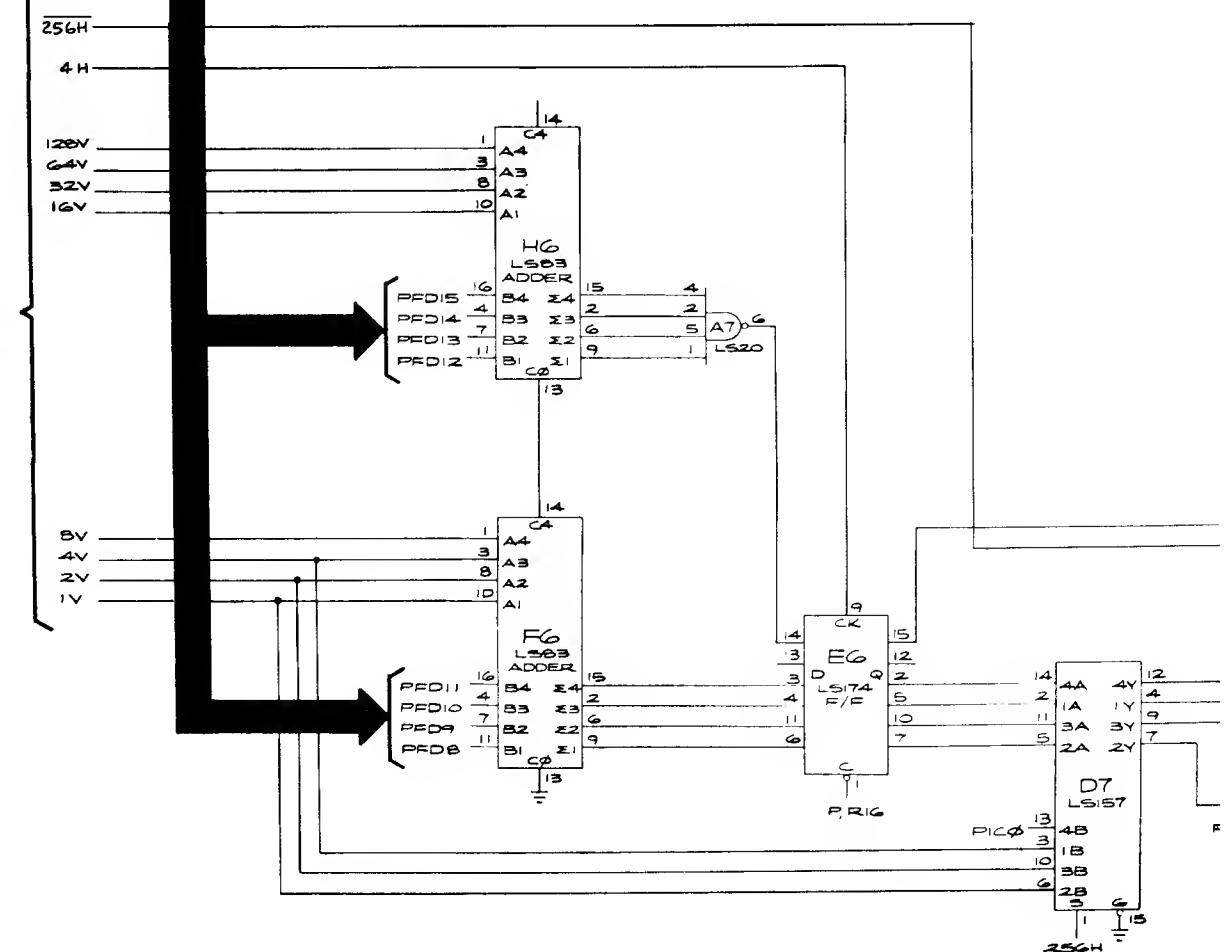 256H
4H
14
C4
128V 1 A4
64V 3 A3
32V 8 A2
16V 10 A1
H6
LS83
ADDER
PFD15 16 B4 Σ4 15 4
PFD14 4 B3 Σ3 2 2
PFD13 7 B2 Σ2 6 5
PFD12 11 B1 Σ1 9 1
A7 6
LS20
CØ
13
14
C4
8V 1 A4
4V 3 A3
2V 8 A2
1V 10 A1
F6
LS83
ADDER
PFD11 16 B4 Σ4 15
PFD10 4 B3 Σ3 2
PFD9 7 B2 Σ2 6
PFD8 11 B1 Σ1 9
CØ
13
9
CK
14 15
13 E6 12
3 D Q 2
4 LS174 5
11 F/F 10
6 7
C
1
P,R16
14 4A 4Y 12
2 1A 1Y 4
11 3A 3Y 9
5 2A 2Y 7
D7
LS157
PICØ 13 4B
3 1B
10 3B
6 2B
S G
1 15
256H